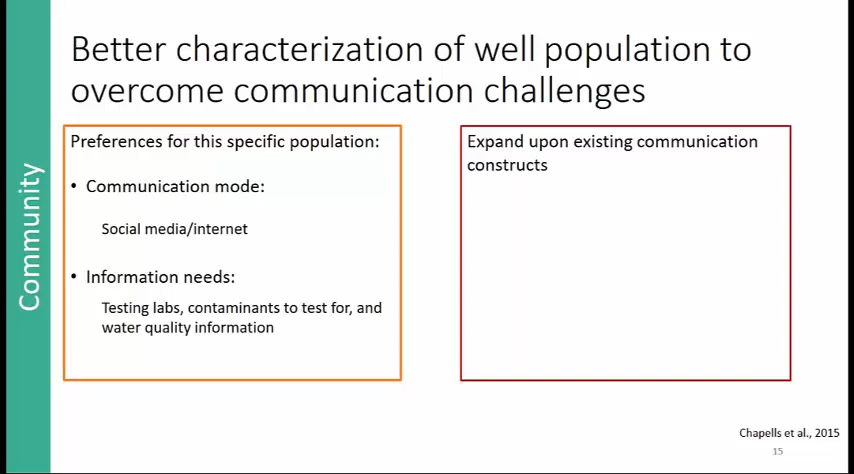 Better characterization of well population to
overcome communication challenges
Community
Preferences for this specific population:
• Communication mode:
Social media/internet
• Information needs:
Testing labs, contaminants to test for, and
water quality information
Expand upon existing communication
constructs
Chapells et al., 2015
15